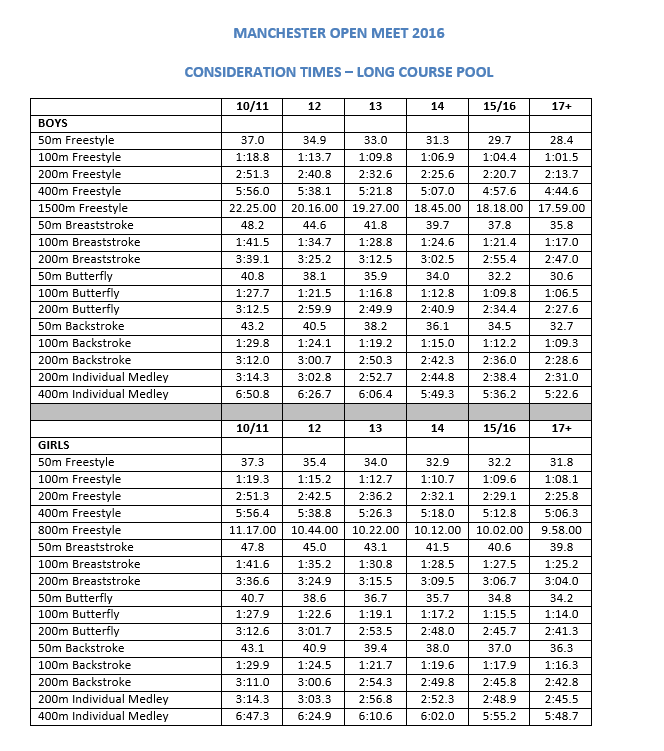 MANCHESTER OPEN MEET 2016
CONSIDERATION TIMES – LONG COURSE POOL
10/11 12 13 14 15/16 17+
BOYS
50m Freestyle 37.0 34.9 33.0 31.3 29.7 28.4
100m Freestyle 1:18.8 1:13.7 1:09.8 1:06.9 1:04.4 1:01.5
200m Freestyle 2:51.3 2:40.8 2:32.6 2:25.6 2:20.7 2:13.7
400m Freestyle 5:56.0 5:38.1 5:21.8 5:07.0 4:57.6 4:44.6
1500m Freestyle 22.25.00 20.16.00 19.27.00 18.45.00 18.18.00 17.59.00
50m Breaststroke 48.2 44.6 41.8 39.7 37.8 35.8
100m Breaststroke 1:41.5 1:34.7 1:28.8 1:24.6 1:21.4 1:17.0
200m Breaststroke 3:39.1 3:25.2 3:12.5 3:02.5 2:55.4 2:47.0
50m Butterfly 40.8 38.1 35.9 34.0 32.2 30.6
100m Butterfly 1:27.7 1:21.5 1:16.8 1:12.8 1:09.8 1:06.5
200m Butterfly 3:12.5 2:59.9 2:49.9 2:40.9 2:34.4 2:27.6
50m Backstroke 43.2 40.5 38.2 36.1 34.5 32.7
100m Backstroke 1:29.8 1:24.1 1:19.2 1:15.0 1:12.2 1:09.3
200m Backstroke 3:12.0 3:00.7 2:50.3 2:42.3 2:36.0 2:28.6
200m Individual Medley 3:14.3 3:02.8 2:52.7 2:44.8 2:38.4 2:31.0
400m Individual Medley 6:50.8 6:26.7 6:06.4 5:49.3 5:36.2 5:22.6
10/11 12 13 14 15/16 17+
GIRLS
50m Freestyle 37.3 35.4 34.0 32.9 32.2 31.8
100m Freestyle 1:19.3 1:15.2 1:12.7 1:10.7 1:09.6 1:08.1
200m Freestyle 2:51.3 2:42.5 2:36.2 2:32.1 2:29.1 2:25.8
400m Freestyle 5:56.4 5:38.8 5:26.3 5:18.0 5:12.8 5:06.3
800m Freestyle 11.17.00 10.44.00 10.22.00 10.12.00 10.02.00 9.58.00
50m Breaststroke 47.8 45.0 43.1 41.5 40.6 39.8
100m Breaststroke 1:41.6 1:35.2 1:30.8 1:28.5 1:27.5 1:25.2
200m Breaststroke 3:36.6 3:24.9 3:15.5 3:09.5 3:06.7 3:04.0
50m Butterfly 40.7 38.6 36.7 35.7 34.8 34.2
100m Butterfly 1:27.9 1:22.6 1:19.1 1:17.2 1:15.5 1:14.0
200m Butterfly 3:12.6 3:01.7 2:53.5 2:48.0 2:45.7 2:41.3
50m Backstroke 43.1 40.9 39.4 38.0 37.0 36.3
100m Backstroke 1:29.9 1:24.5 1:21.7 1:19.6 1:17.9 1:16.3
200m Backstroke 3:11.0 3:00.6 2:54.3 2:49.8 2:45.8 2:42.8
200m Individual Medley 3:14.3 3:03.3 2:56.8 2:52.3 2:48.9 2:45.5
400m Individual Medley 6:47.3 6:24.9 6:10.6 6:02.0 5:55.2 5:48.7